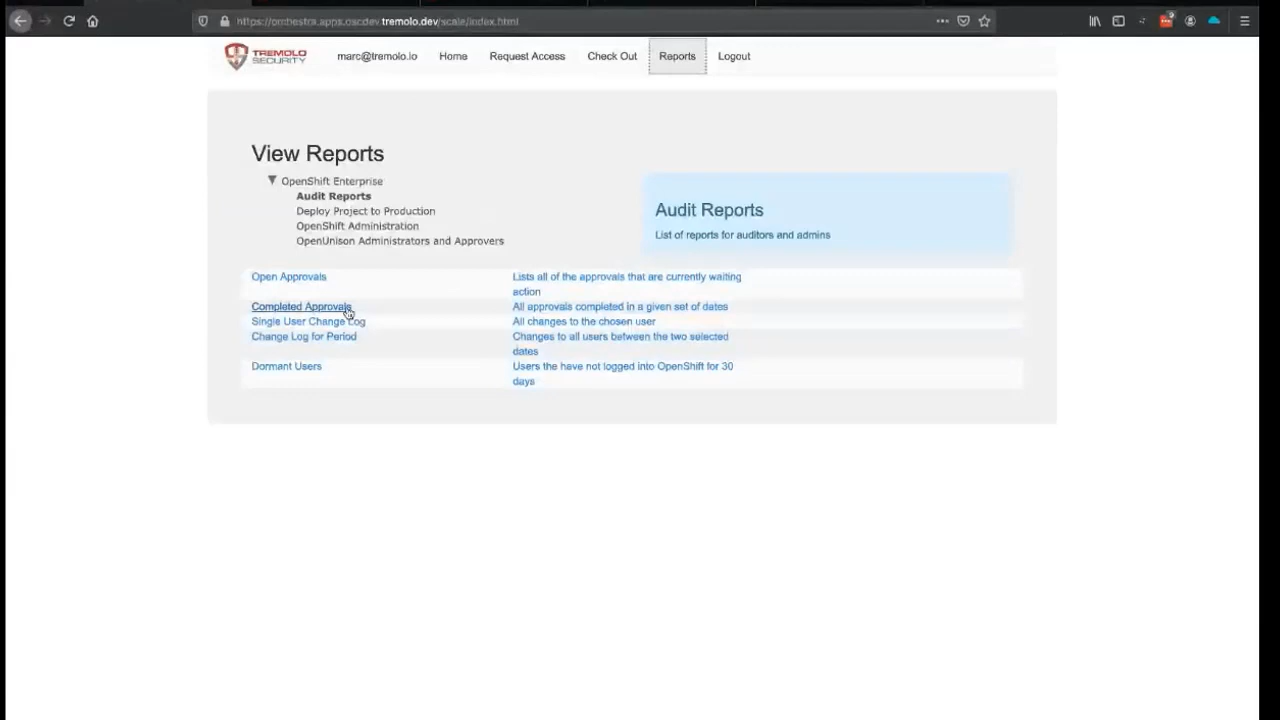 https://orchestra.apps.oscdev.tremolo.dev/scale/index.html
TREMOLO
SECURITY
marc@tremolo.io
Home
Request Access
Check Out
Reports
Logout
View Reports
OpenShift Enterprise
Audit Reports
Deploy Project to Production
OpenShift Administration
OpenUnison Administrators and Approvers
Audit Reports
List of reports for auditors and admins
Open Approvals
Lists all of the approvals that are currently waiting
action
Completed Approvals
All approvals completed in a given set of dates
Single User Change Log
All changes to the chosen user
Change Log for Period
Changes to all users between the two selected
dates
Dormant Users
Users the have not logged into OpenShift for 30
days